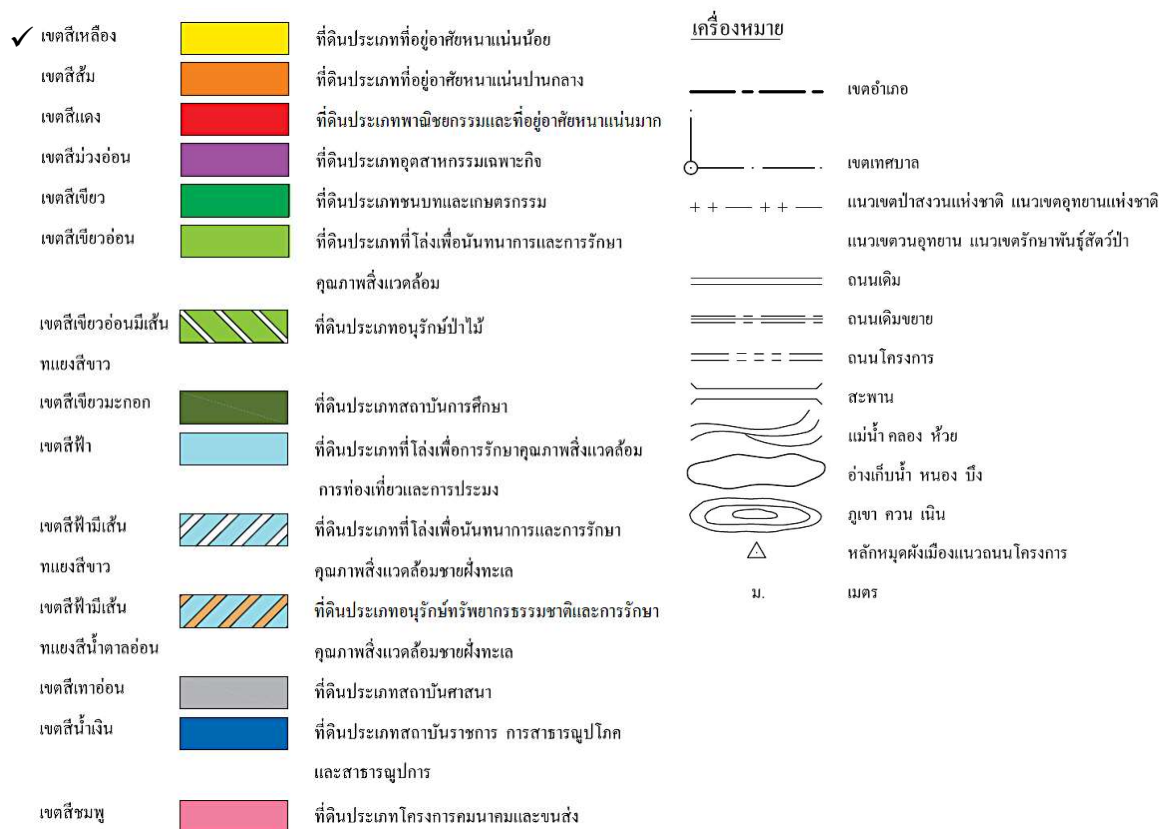 ✓ เขตสีเหลือง ที่ดินประเภทที่อยู่อาศัยหนาแน่นน้อย
เขตสีส้ม ที่ดินประเภทที่อยู่อาศัยหนาแน่นปานกลาง
เขตสีแดง ที่ดินประเภทพาณิชยกรรมและที่อยู่อาศัยหนาแน่นมาก
เขตสีม่วงอ่อน ที่ดินประเภทอุตสาหกรรมเฉพาะกิจ
เขตสีเขียว ที่ดินประเภทชนบทและเกษตรกรรม
เขตสีเขียวอ่อน ที่ดินประเภทที่โล่งเพื่อนันทนาการและการรักษา
คุณภาพสิ่งแวดล้อม
เขตสีเขียวอ่อนมีเส้น ที่ดินประเภทอนุรักษ์ป่าไม้
ทแยงสีขาว
เขตสีเขียวมะกอก ที่ดินประเภทสถาบันการศึกษา
เขตสีฟ้า ที่ดินประเภทที่โล่งเพื่อการรักษาคุณภาพสิ่งแวดล้อม
การท่องเที่ยวและการประมง
เขตสีฟ้ามีเส้น ที่ดินประเภทที่โล่งเพื่อนันทนาการและการรักษา
ทแยงสีขาว คุณภาพสิ่งแวดล้อมชายฝั่งทะเล
เขตสีฟ้ามีเส้น ที่ดินประเภทอนุรักษ์ทรัพยากรธรรมชาติและการรักษา
ทแยงสีน้ำตาลอ่อน คุณภาพสิ่งแวดล้อมชายฝั่งทะเล
เขตสีเทาอ่อน ที่ดินประเภทสถาบันศาสนา
เขตสีน้ำเงิน ที่ดินประเภทสถาบันราชการ การสาธารณูปโภค
และสาธารณูปการ
เขตสีชมพู ที่ดินประเภทโครงการคมนาคมและขนส่ง
เครื่องหมาย
เขตอำเภอ
เขตเทศบาล
แนวเขตป่าสงวนแห่งชาติ แนวเขตอุทยานแห่งชาติ
แนวเขตวนอุทยาน แนวเขตรักษาพันธุ์สัตว์ป่า
ถนนเดิม
ถนนเดิมขยาย
ถนนโครงการ
สะพาน
แม่น้ำ คลอง ห้วย
อ่างเก็บน้ำ หนอง บึง
ภูเขา ควน เนิน
หลักหมุดผังเมืองแนวถนนโครงการ
ม. เมตร